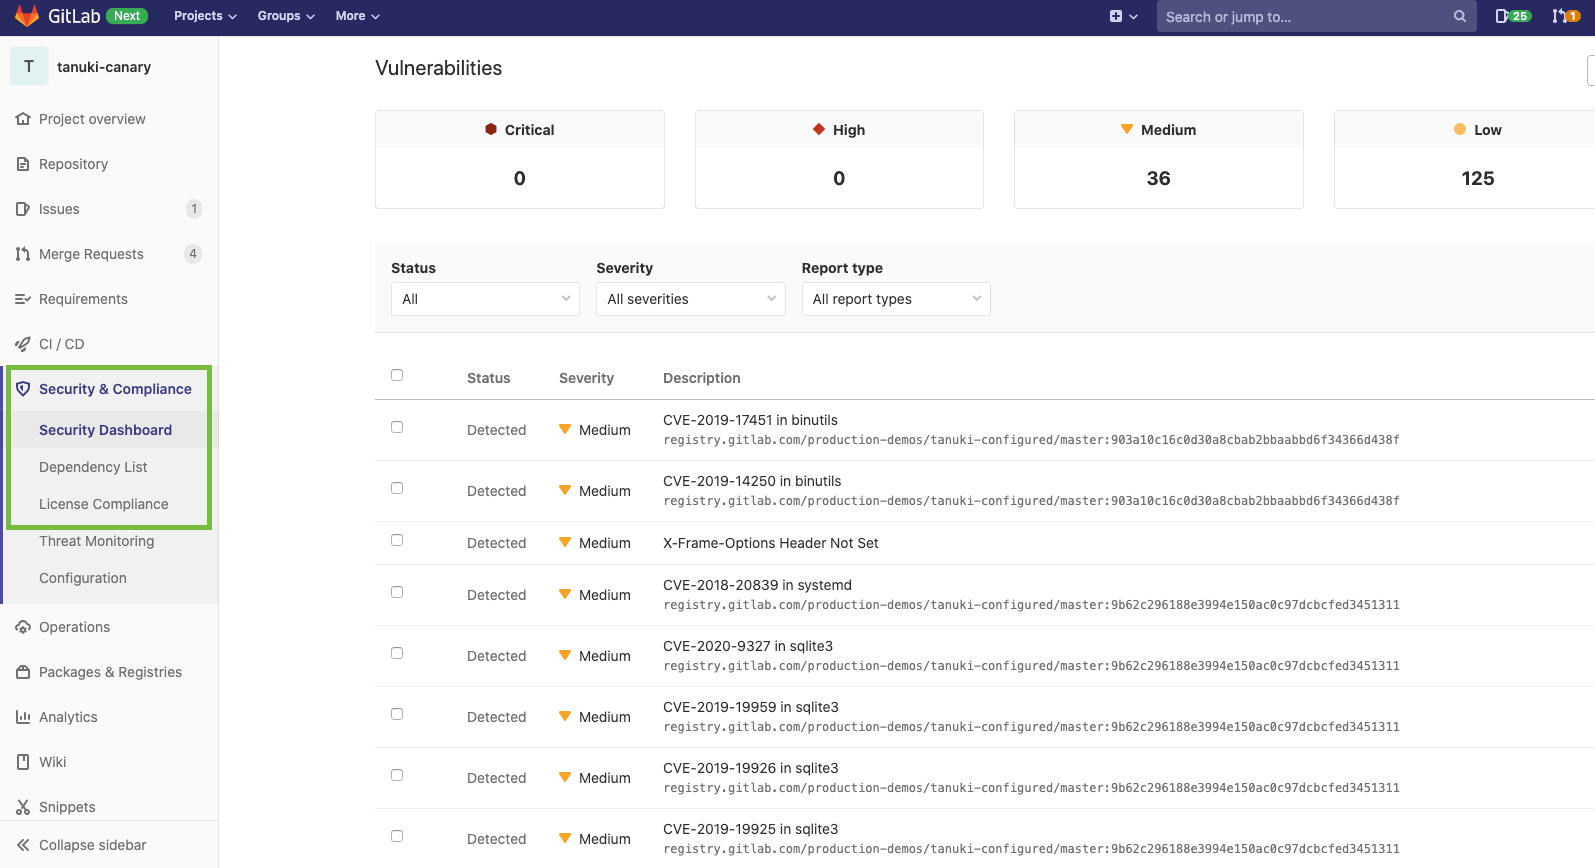 GitLab Next Projects Groups More Search or jump to... 25 1
T tanuki-canary
Project overview
Repository
Issues 1
Merge Requests 4
Requirements
CI / CD
Security & Compliance
Security Dashboard
Dependency List
License Compliance
Threat Monitoring
Configuration
Operations
Packages & Registries
Analytics
Wiki
Snippets
Collapse sidebar
Vulnerabilities
Critical High Medium Low
0 0 36 125
Status Severity Report type
All All severities All report types
Status Severity Description
Detected Medium CVE-2019-17451 in binutils
registry.gitlab.com/production-demos/tanuki-configured/master:903a10c16c0d30a8cbab2bbaabbd6f34366d438f
Detected Medium CVE-2019-14250 in binutils
registry.gitlab.com/production-demos/tanuki-configured/master:903a10c16c0d30a8cbab2bbaabbd6f34366d438f
Detected Medium X-Frame-Options Header Not Set
Detected Medium CVE-2018-20839 in systemd
registry.gitlab.com/production-demos/tanuki-configured/master:9b62c296188e3994e150ac0c97dcbcfed3451311
Detected Medium CVE-2020-9327 in sqlite3
registry.gitlab.com/production-demos/tanuki-configured/master:9b62c296188e3994e150ac0c97dcbcfed3451311
Detected Medium CVE-2019-19959 in sqlite3
registry.gitlab.com/production-demos/tanuki-configured/master:9b62c296188e3994e150ac0c97dcbcfed3451311
Detected Medium CVE-2019-19926 in sqlite3
registry.gitlab.com/production-demos/tanuki-configured/master:9b62c296188e3994e150ac0c97dcbcfed3451311
Detected Medium CVE-2019-19925 in sqlite3
registry.gitlab.com/production-demos/tanuki-configured/master:9b62c296188e3994e150ac0c97dcbcfed3451311